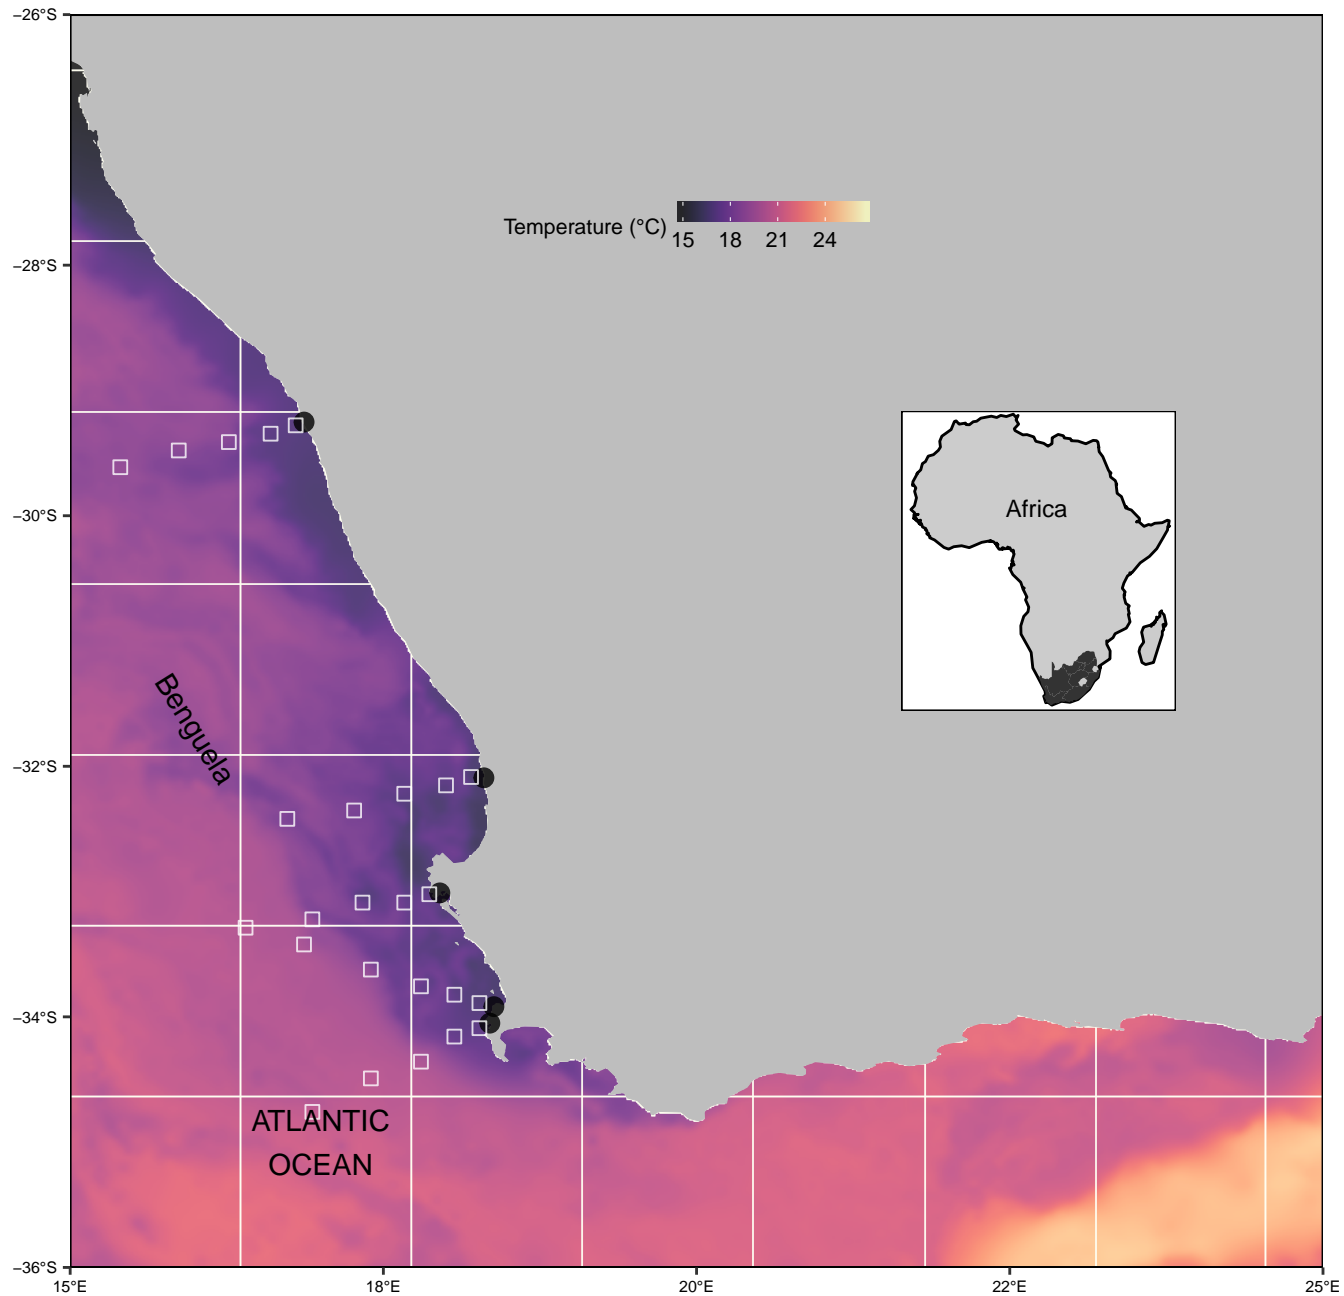 −26°S
Temperature (°C)
15 18 21 24
−28°S
Africa
−30°S
Benguela
−32°S
−34°S
ATLANTIC
OCEAN
−36°S
15°E 18°E 20°E 22°E 25°E